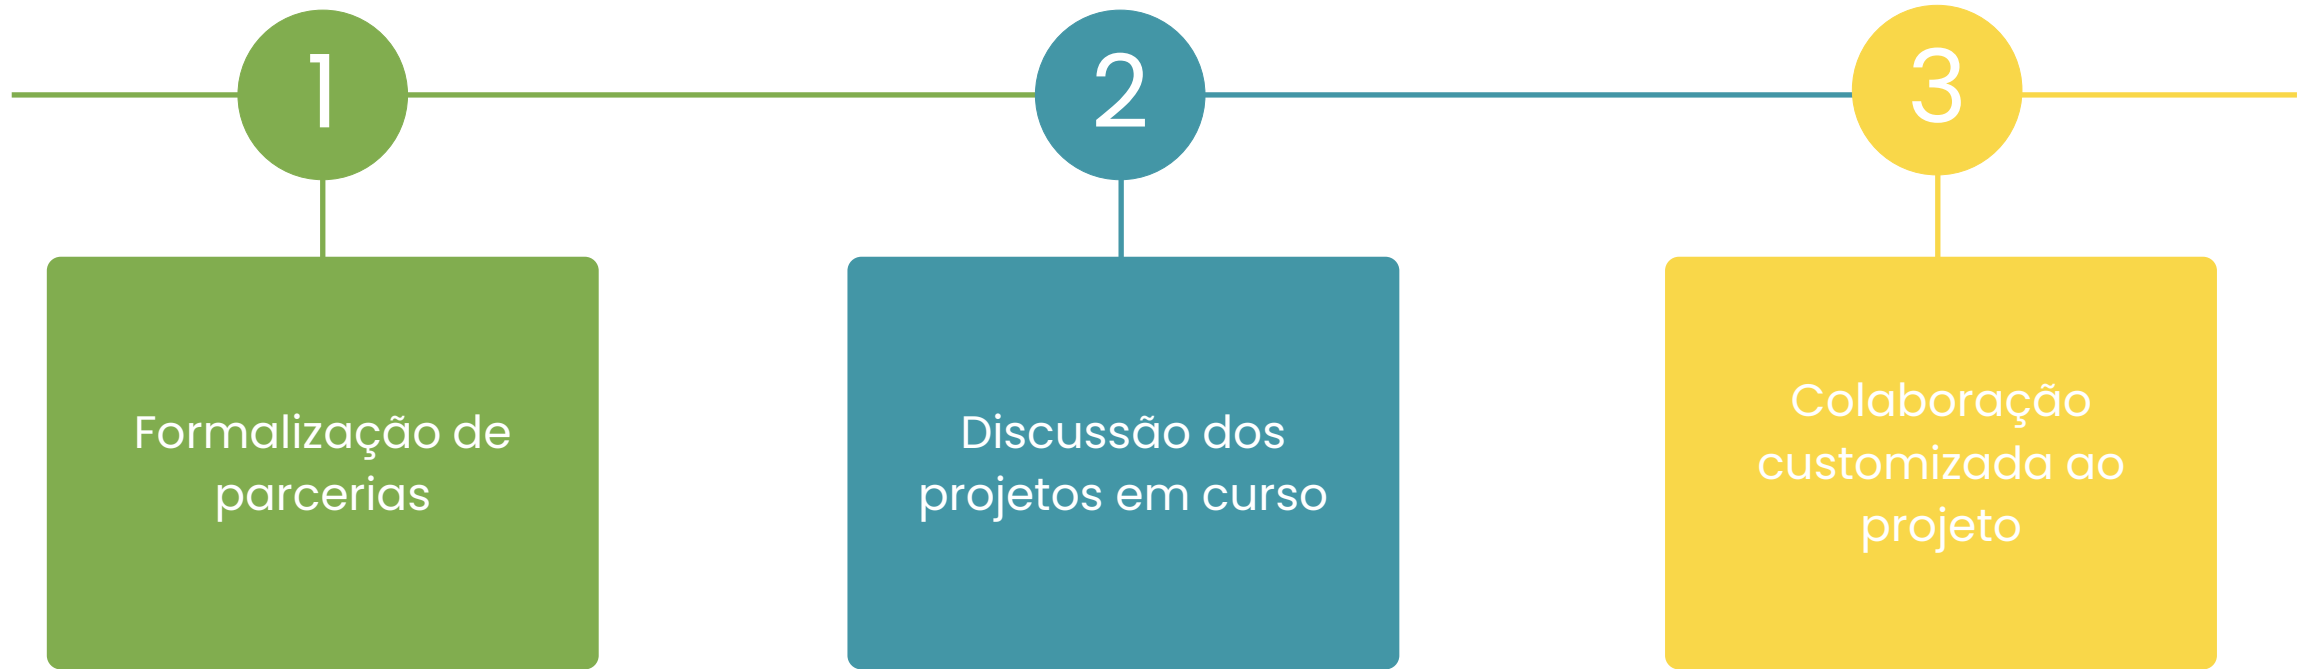 1
2
3
Formalização de
parcerias
Discussão dos
projetos em curso
Colaboração
customizada ao
projeto